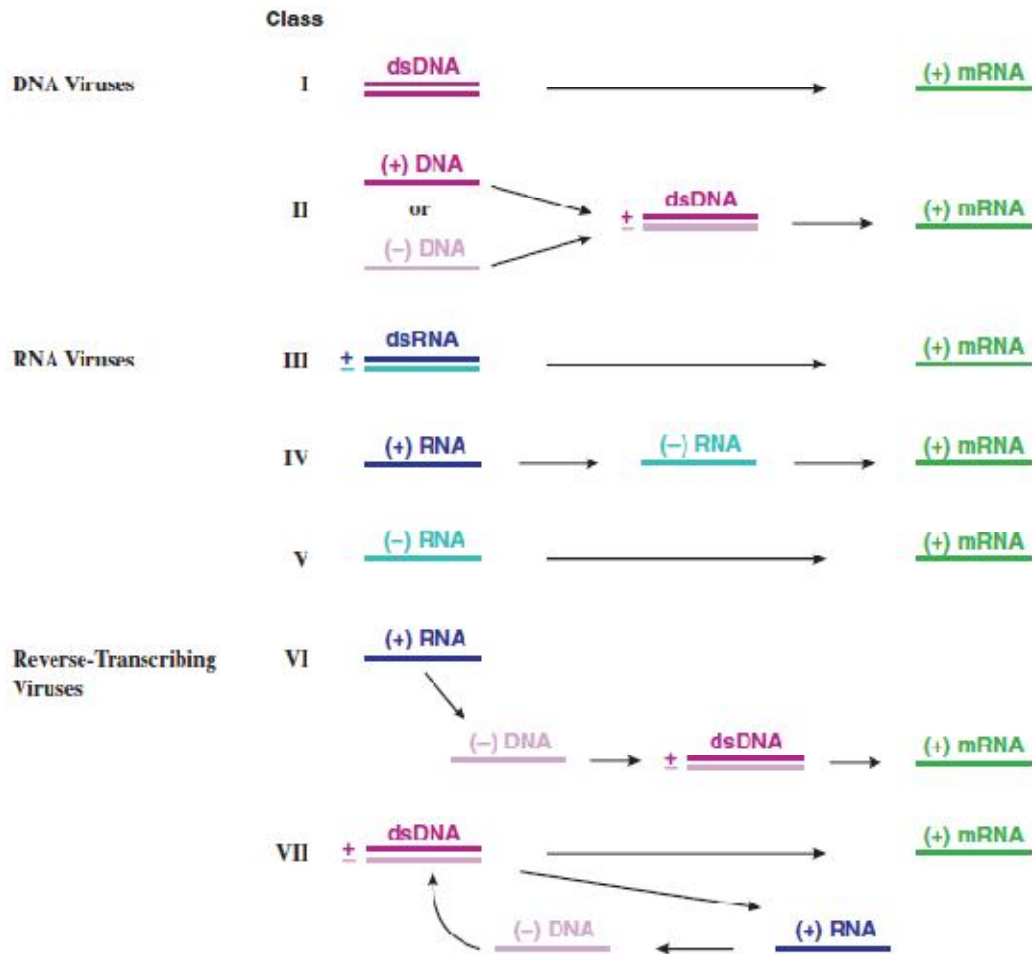 Class
DNA Viruses I dsDNA (+) mRNA
(+) DNA
II or ± dsDNA (+) mRNA
(−) DNA
RNA Viruses III ± dsRNA (+) mRNA
IV (+) RNA (−) RNA (+) mRNA
V (−) RNA (+) mRNA
Reverse-Transcribing VI (+) RNA
Viruses
(−) DNA ± dsDNA (+) mRNA
VII ± dsDNA (+) mRNA
(−) DNA (+) RNA